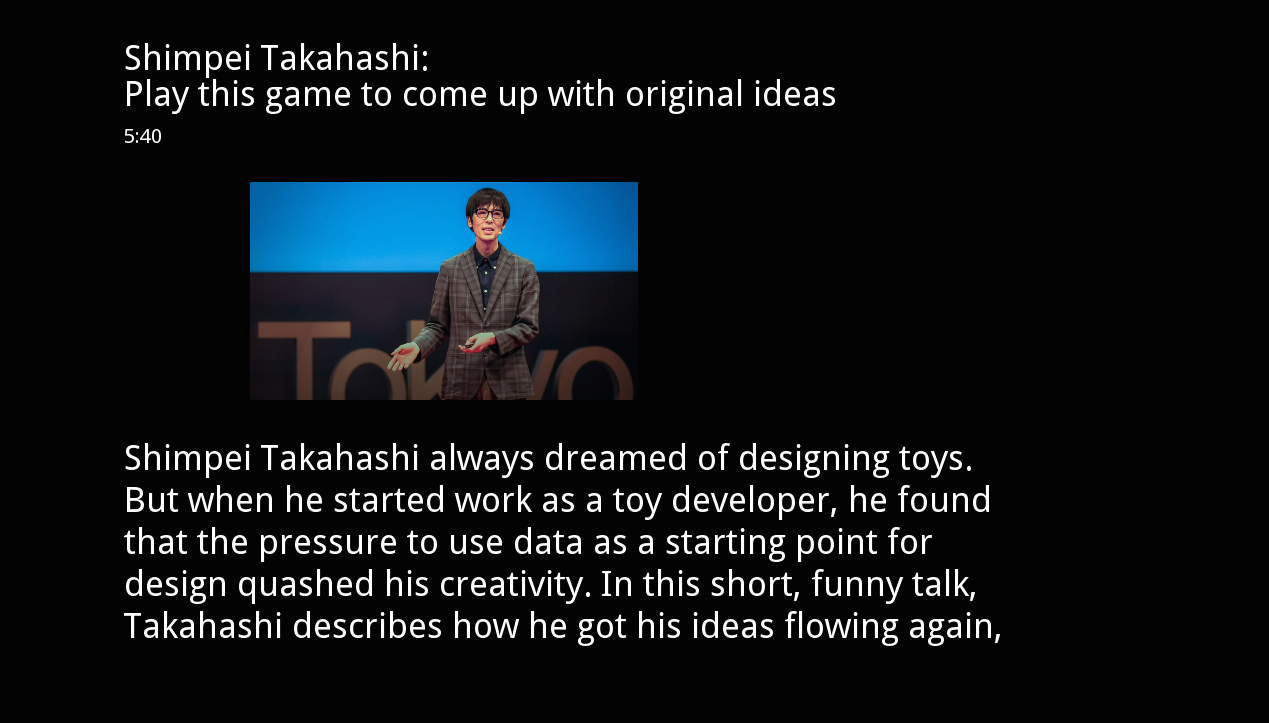 Shimpei Takahashi:
Play this game to come up with original ideas
5:40
Tokyo
Shimpei Takahashi always dreamed of designing toys.
But when he started work as a toy developer, he found
that the pressure to use data as a starting point for
design quashed his creativity. In this short, funny talk,
Takahashi describes how he got his ideas flowing again,